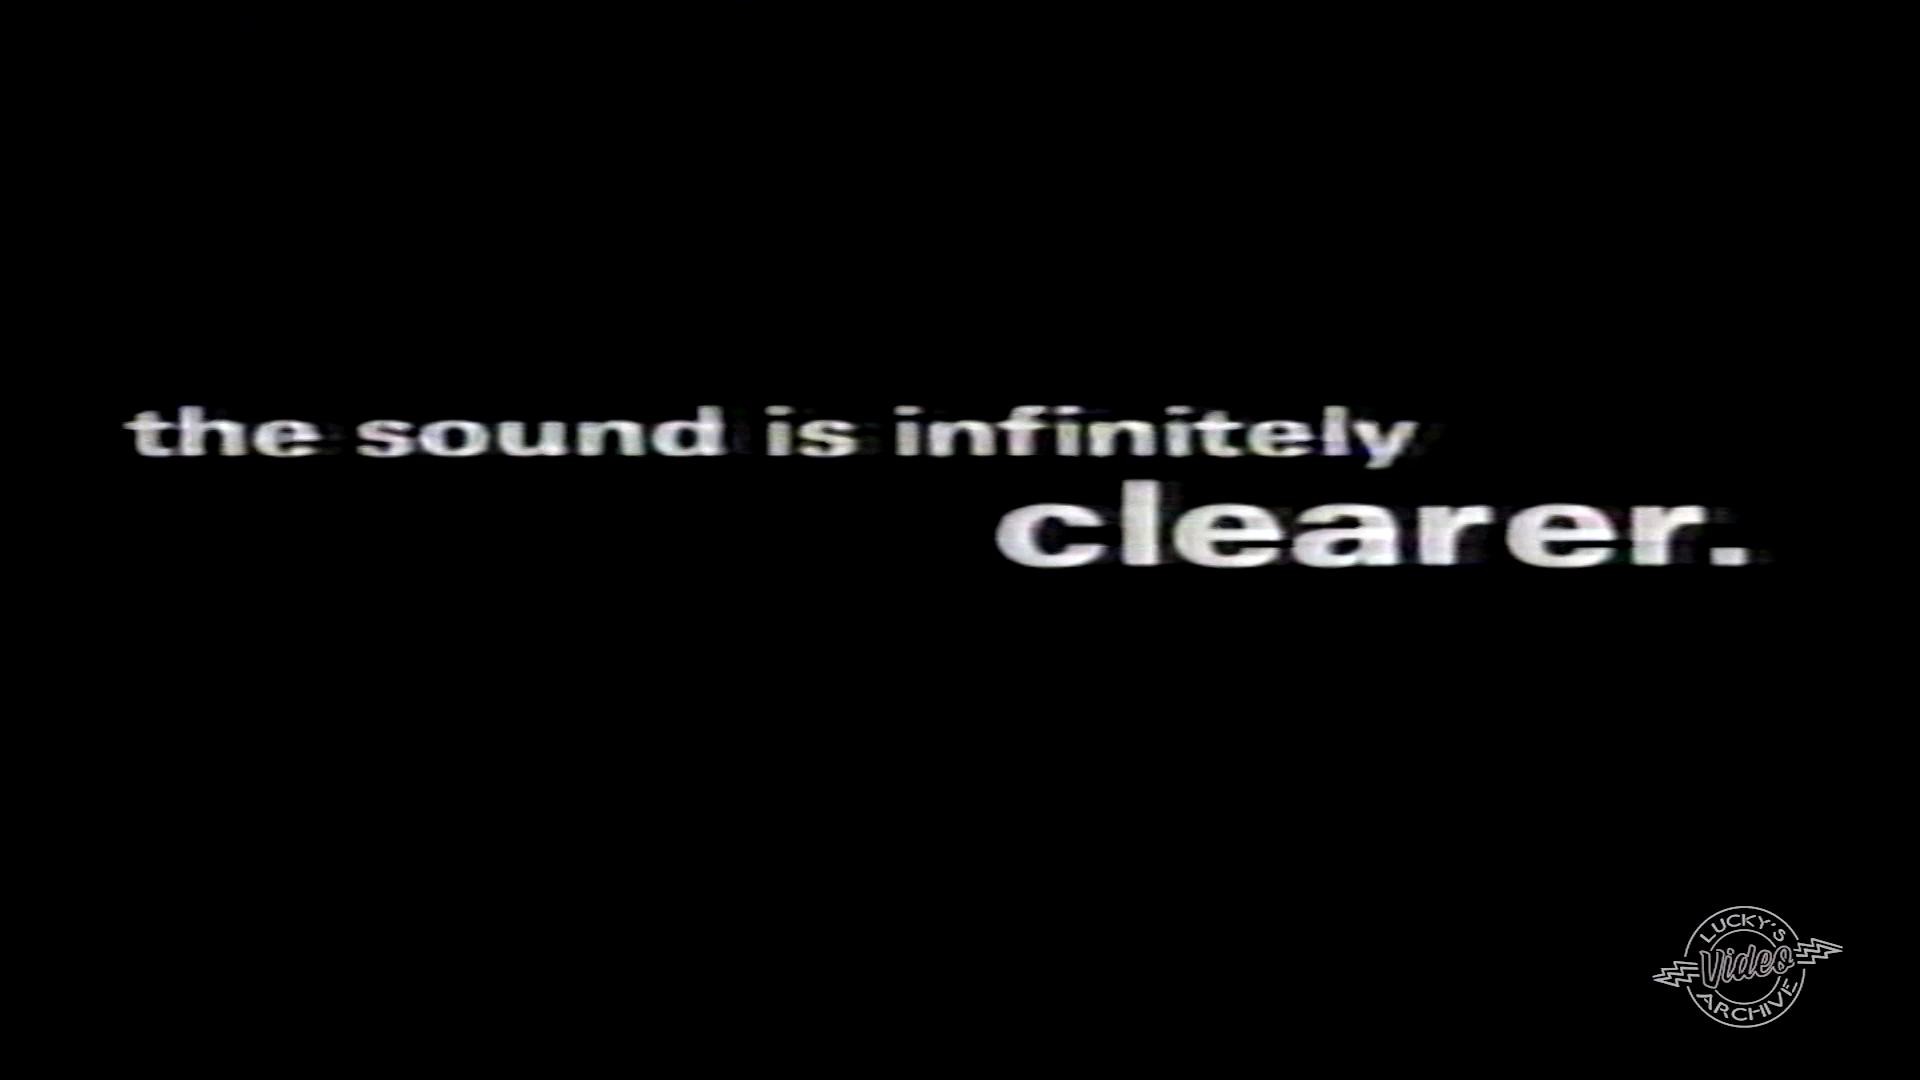 the sound is infinitely
clearer.
LUCKY'S
Video
ARCHIVE